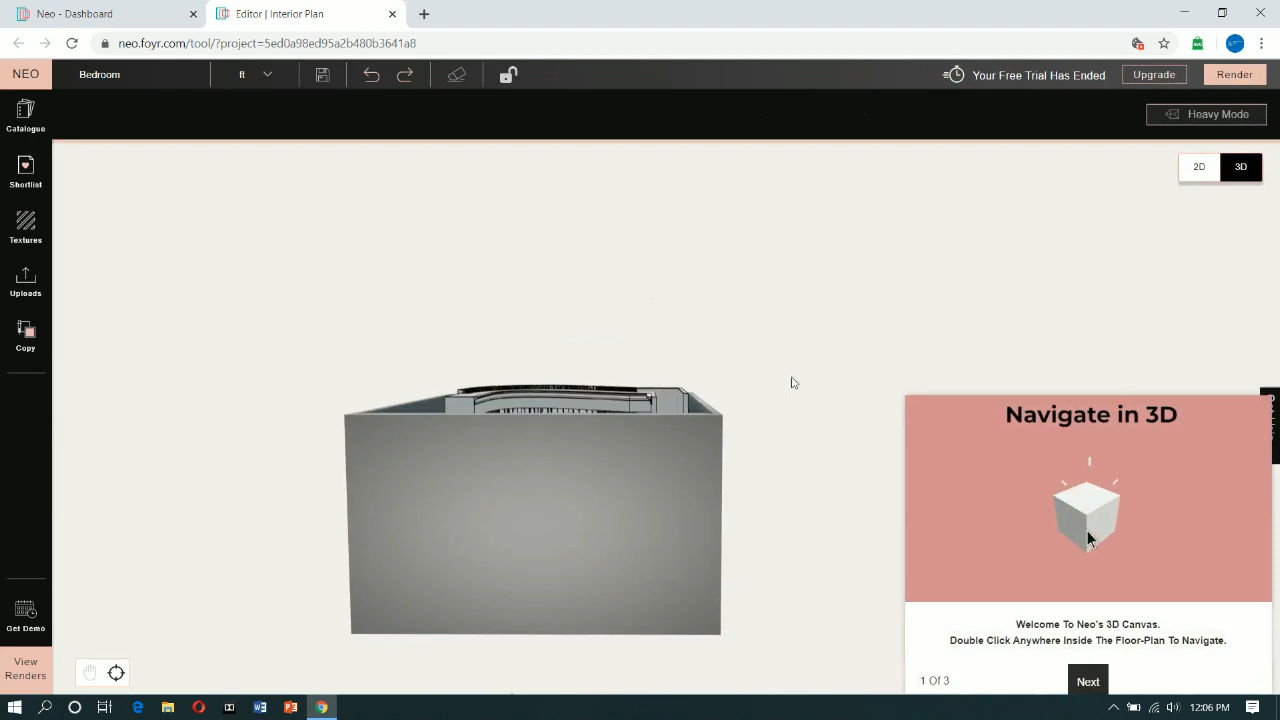 Neo - Dashboard
Editor | Interior Plan
neo.foyr.com/tool/?project=5ed0a98ed95a2b480b3641a8
NEO
Bedroom
ft
Your Free Trial Has Ended
Upgrade
Render
Catalogue
Heavy Mode
2D
3D
Shortlist
Textures
Uploads
Copy
Navigate in 3D
Get Demo
Welcome To Neo's 3D Canvas.
Double Click Anywhere Inside The Floor-Plan To Navigate.
View
Renders
1 Of 3
Next
12:06 PM